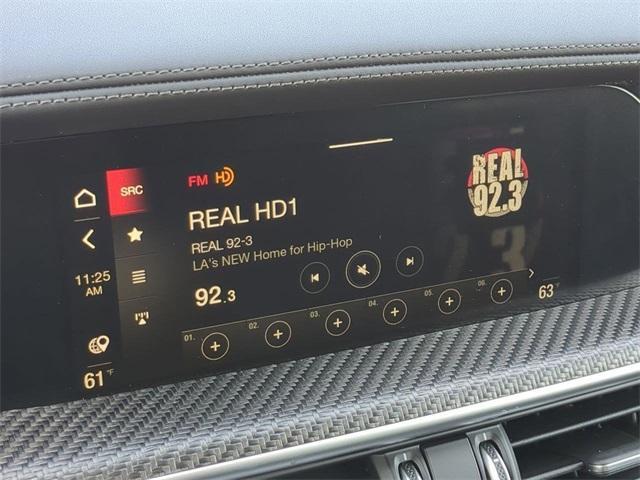 SRC
FM HD
REAL HD1
REAL 92-3
LA's NEW Home for Hip-Hop
92.3
REAL
92.3
11:25
AM
01. 02. 03. 04. 05. 06.
61 °F
63 °F